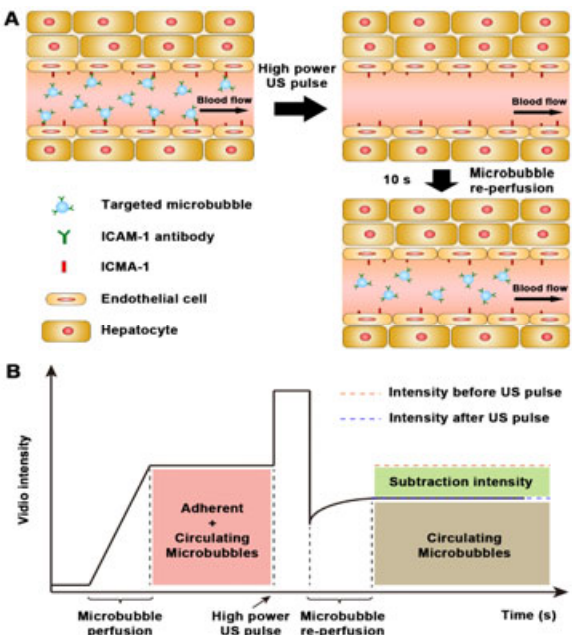 A
High power
US pulse
Blood flow
Blood flow
10 s
Microbubble
re-perfusion
Targeted microbubble
ICAM-1 antibody
ICMA-1
Endothelial cell
Hepatocyte
Blood flow
B
Vidio intensity
Intensity before US pulse
Intensity after US pulse
Subtraction intensity
Adherent
+
Circulating
Microbubbles
Circulating
Microbubbles
Microbubble
perfusion
High power
US pulse
Microbubble
re-perfusion
Time (s)